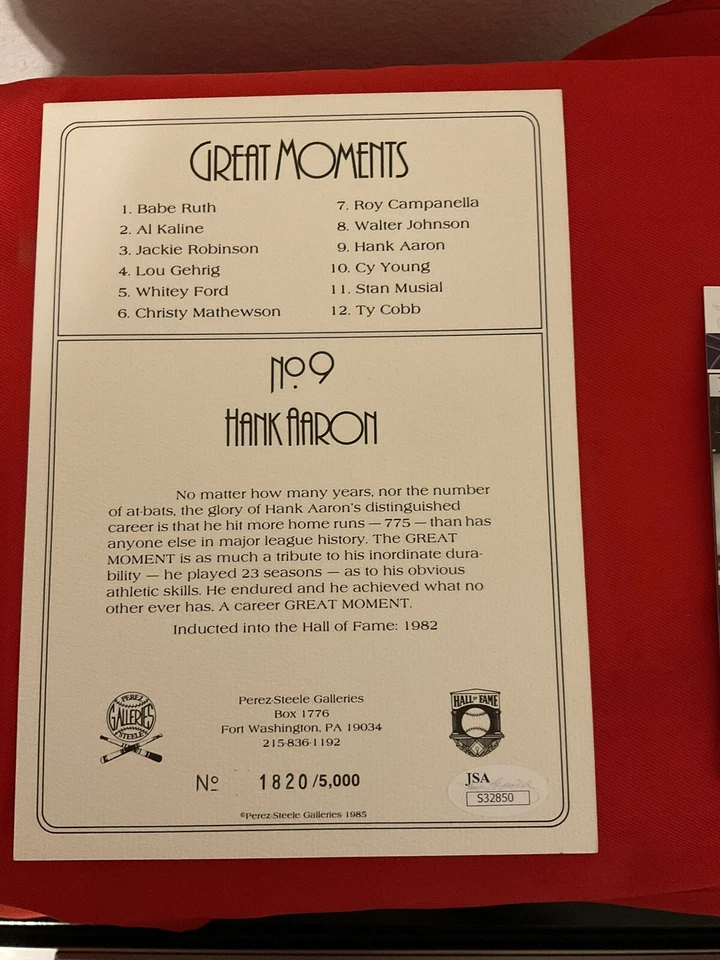 GREAT MOMENTS
1. Babe Ruth
2. Al Kaline
3. Jackie Robinson
4. Lou Gehrig
5. Whitey Ford
6. Christy Mathewson
7. Roy Campanella
8. Walter Johnson
9. Hank Aaron
10. Cy Young
11. Stan Musial
12. Ty Cobb
No 9
HANK AARON
No matter how many years, nor the number
of at-bats, the glory of Hank Aaron's distinguished
career is that he hit more home runs — 775 — than has
anyone else in major league history. The GREAT
MOMENT is as much a tribute to his inordinate dura-
bility — he played 23 seasons — as to his obvious
athletic skills. He endured and he achieved what no
other ever has. A career GREAT MOMENT.
Inducted into the Hall of Fame: 1982
PEREZ
GALLERIES
STEELE
Perez-Steele Galleries
Box 1776
Fort Washington, PA 19034
215-836-1192
HALL OF FAME
No 1820/5,000
JSA
S32850
©Perez-Steele Galleries 1985